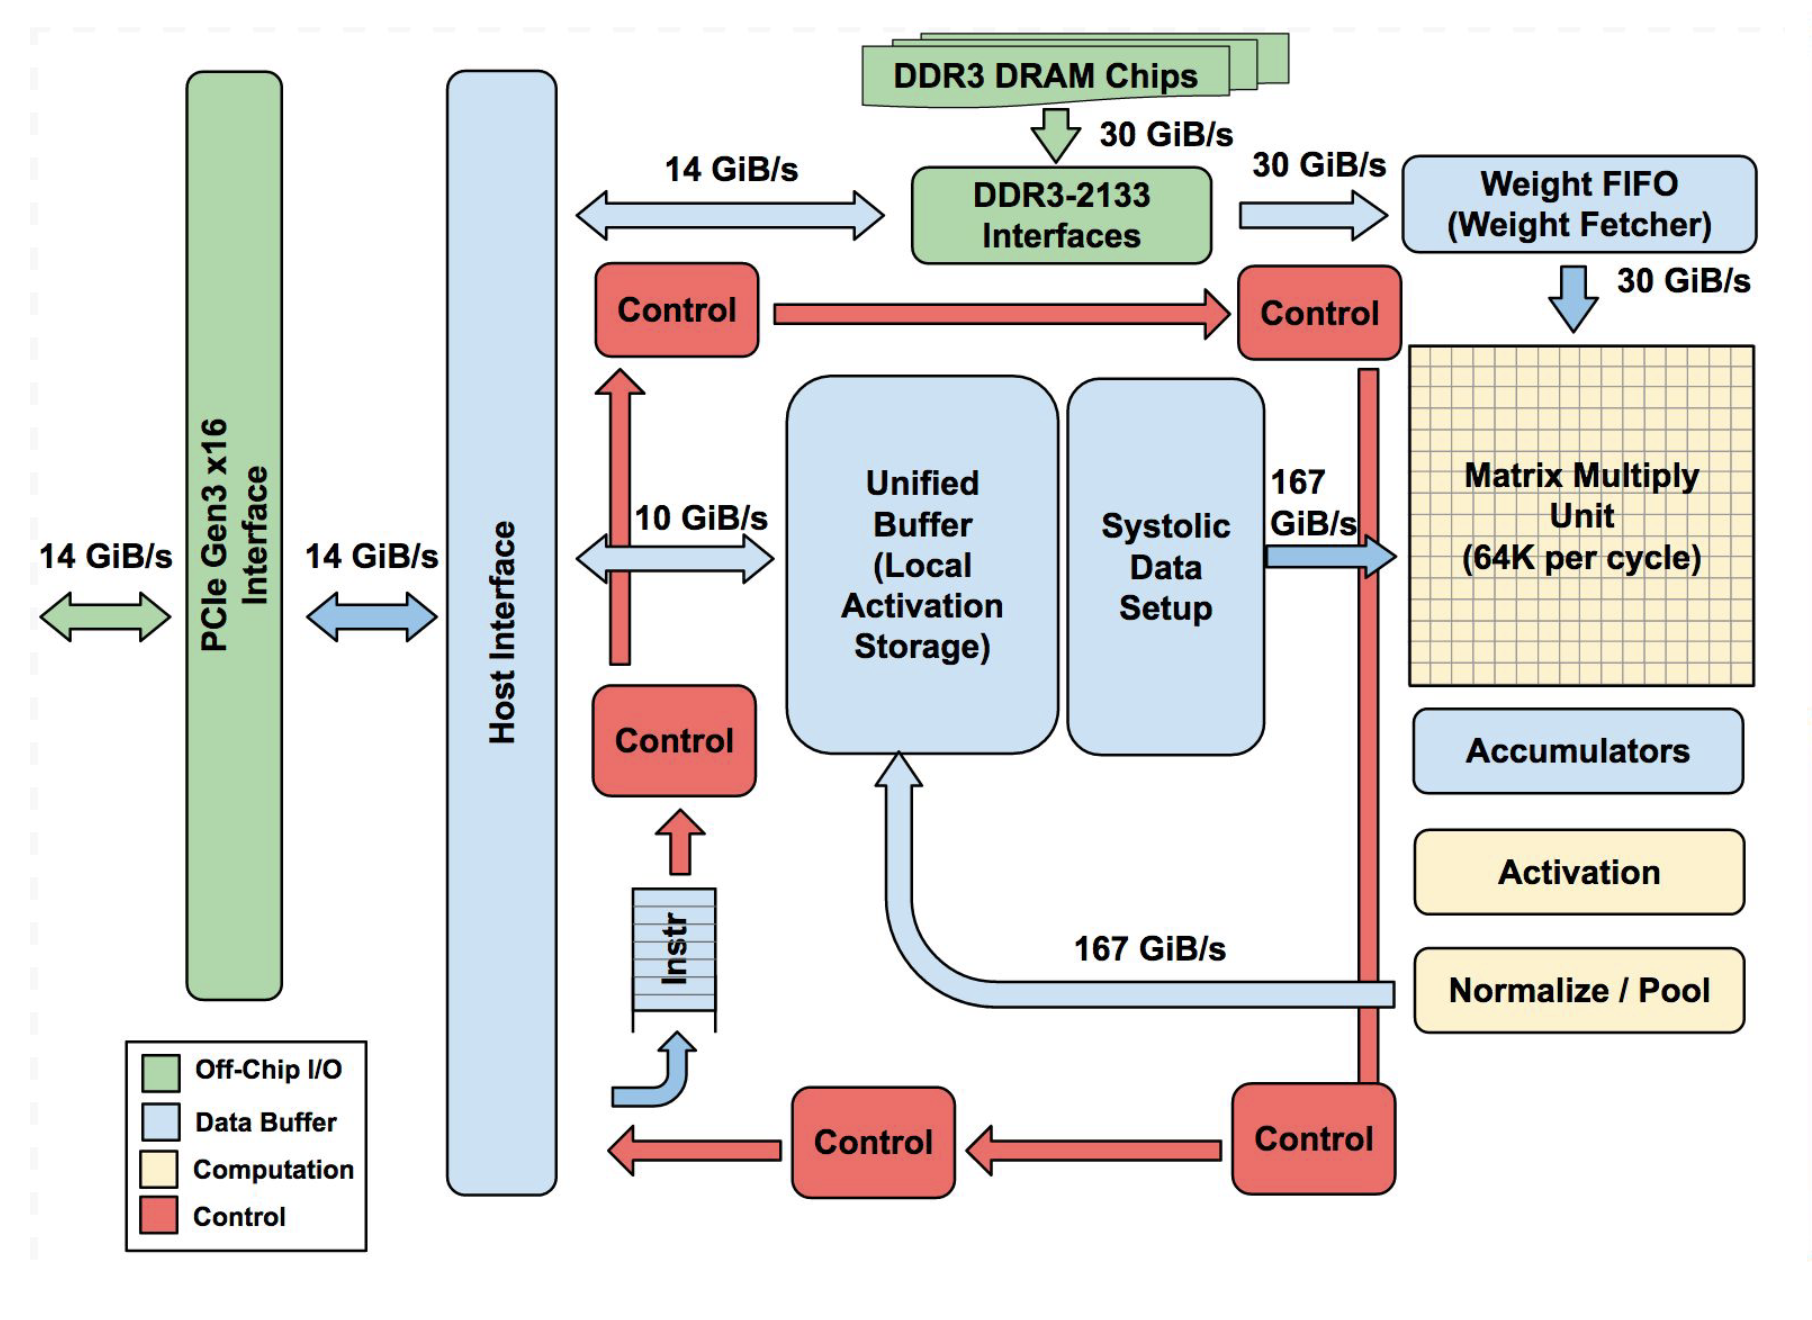 DDR3 DRAM Chips
30 GiB/s
14 GiB/s
DDR3-2133
Interfaces
30 GiB/s
Weight FIFO
(Weight Fetcher)
30 GiB/s
Control
Control
PCIe Gen3 x16
Interface
14 GiB/s
14 GiB/s
Host Interface
10 GiB/s
Unified
Buffer
(Local
Activation
Storage)
Systolic
Data
Setup
167
GiB/s
Matrix Multiply
Unit
(64K per cycle)
Control
Accumulators
Activation
Instr
167 GiB/s
Normalize / Pool
Control
Control
Off-Chip I/O
Data Buffer
Computation
Control